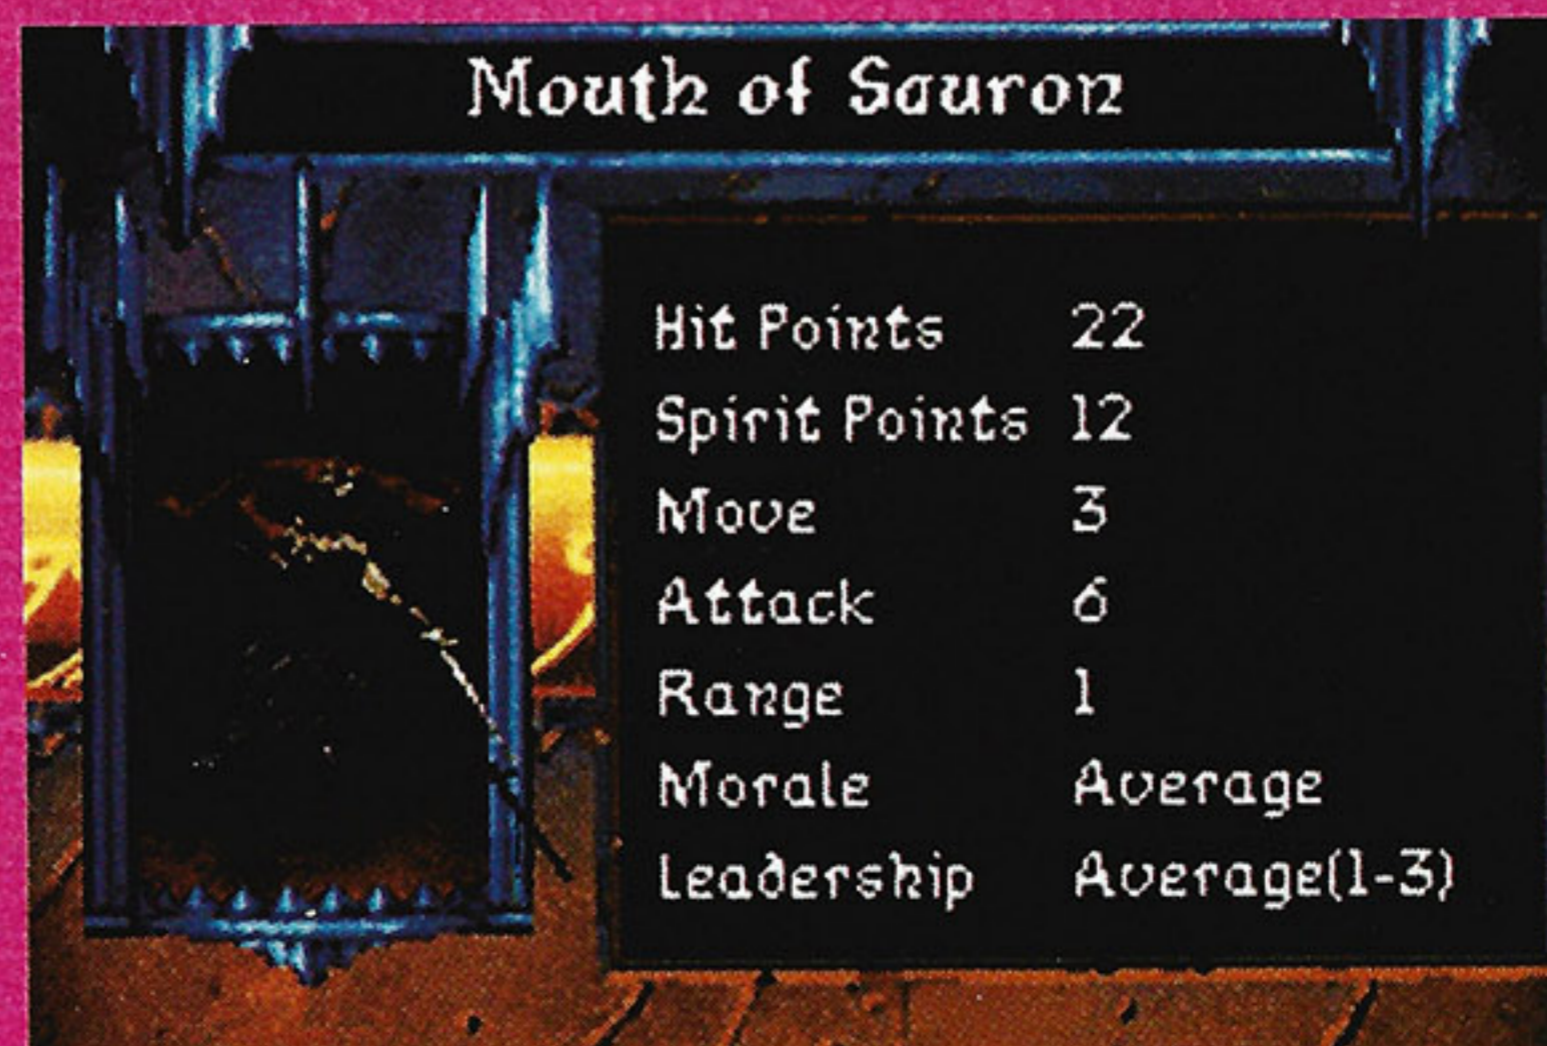 Mouth of Sauron
Hit Points 22
Spirit Points 12
Move 3
Attack 6
Range 1
Morale Average
Leadership Average(1-3)